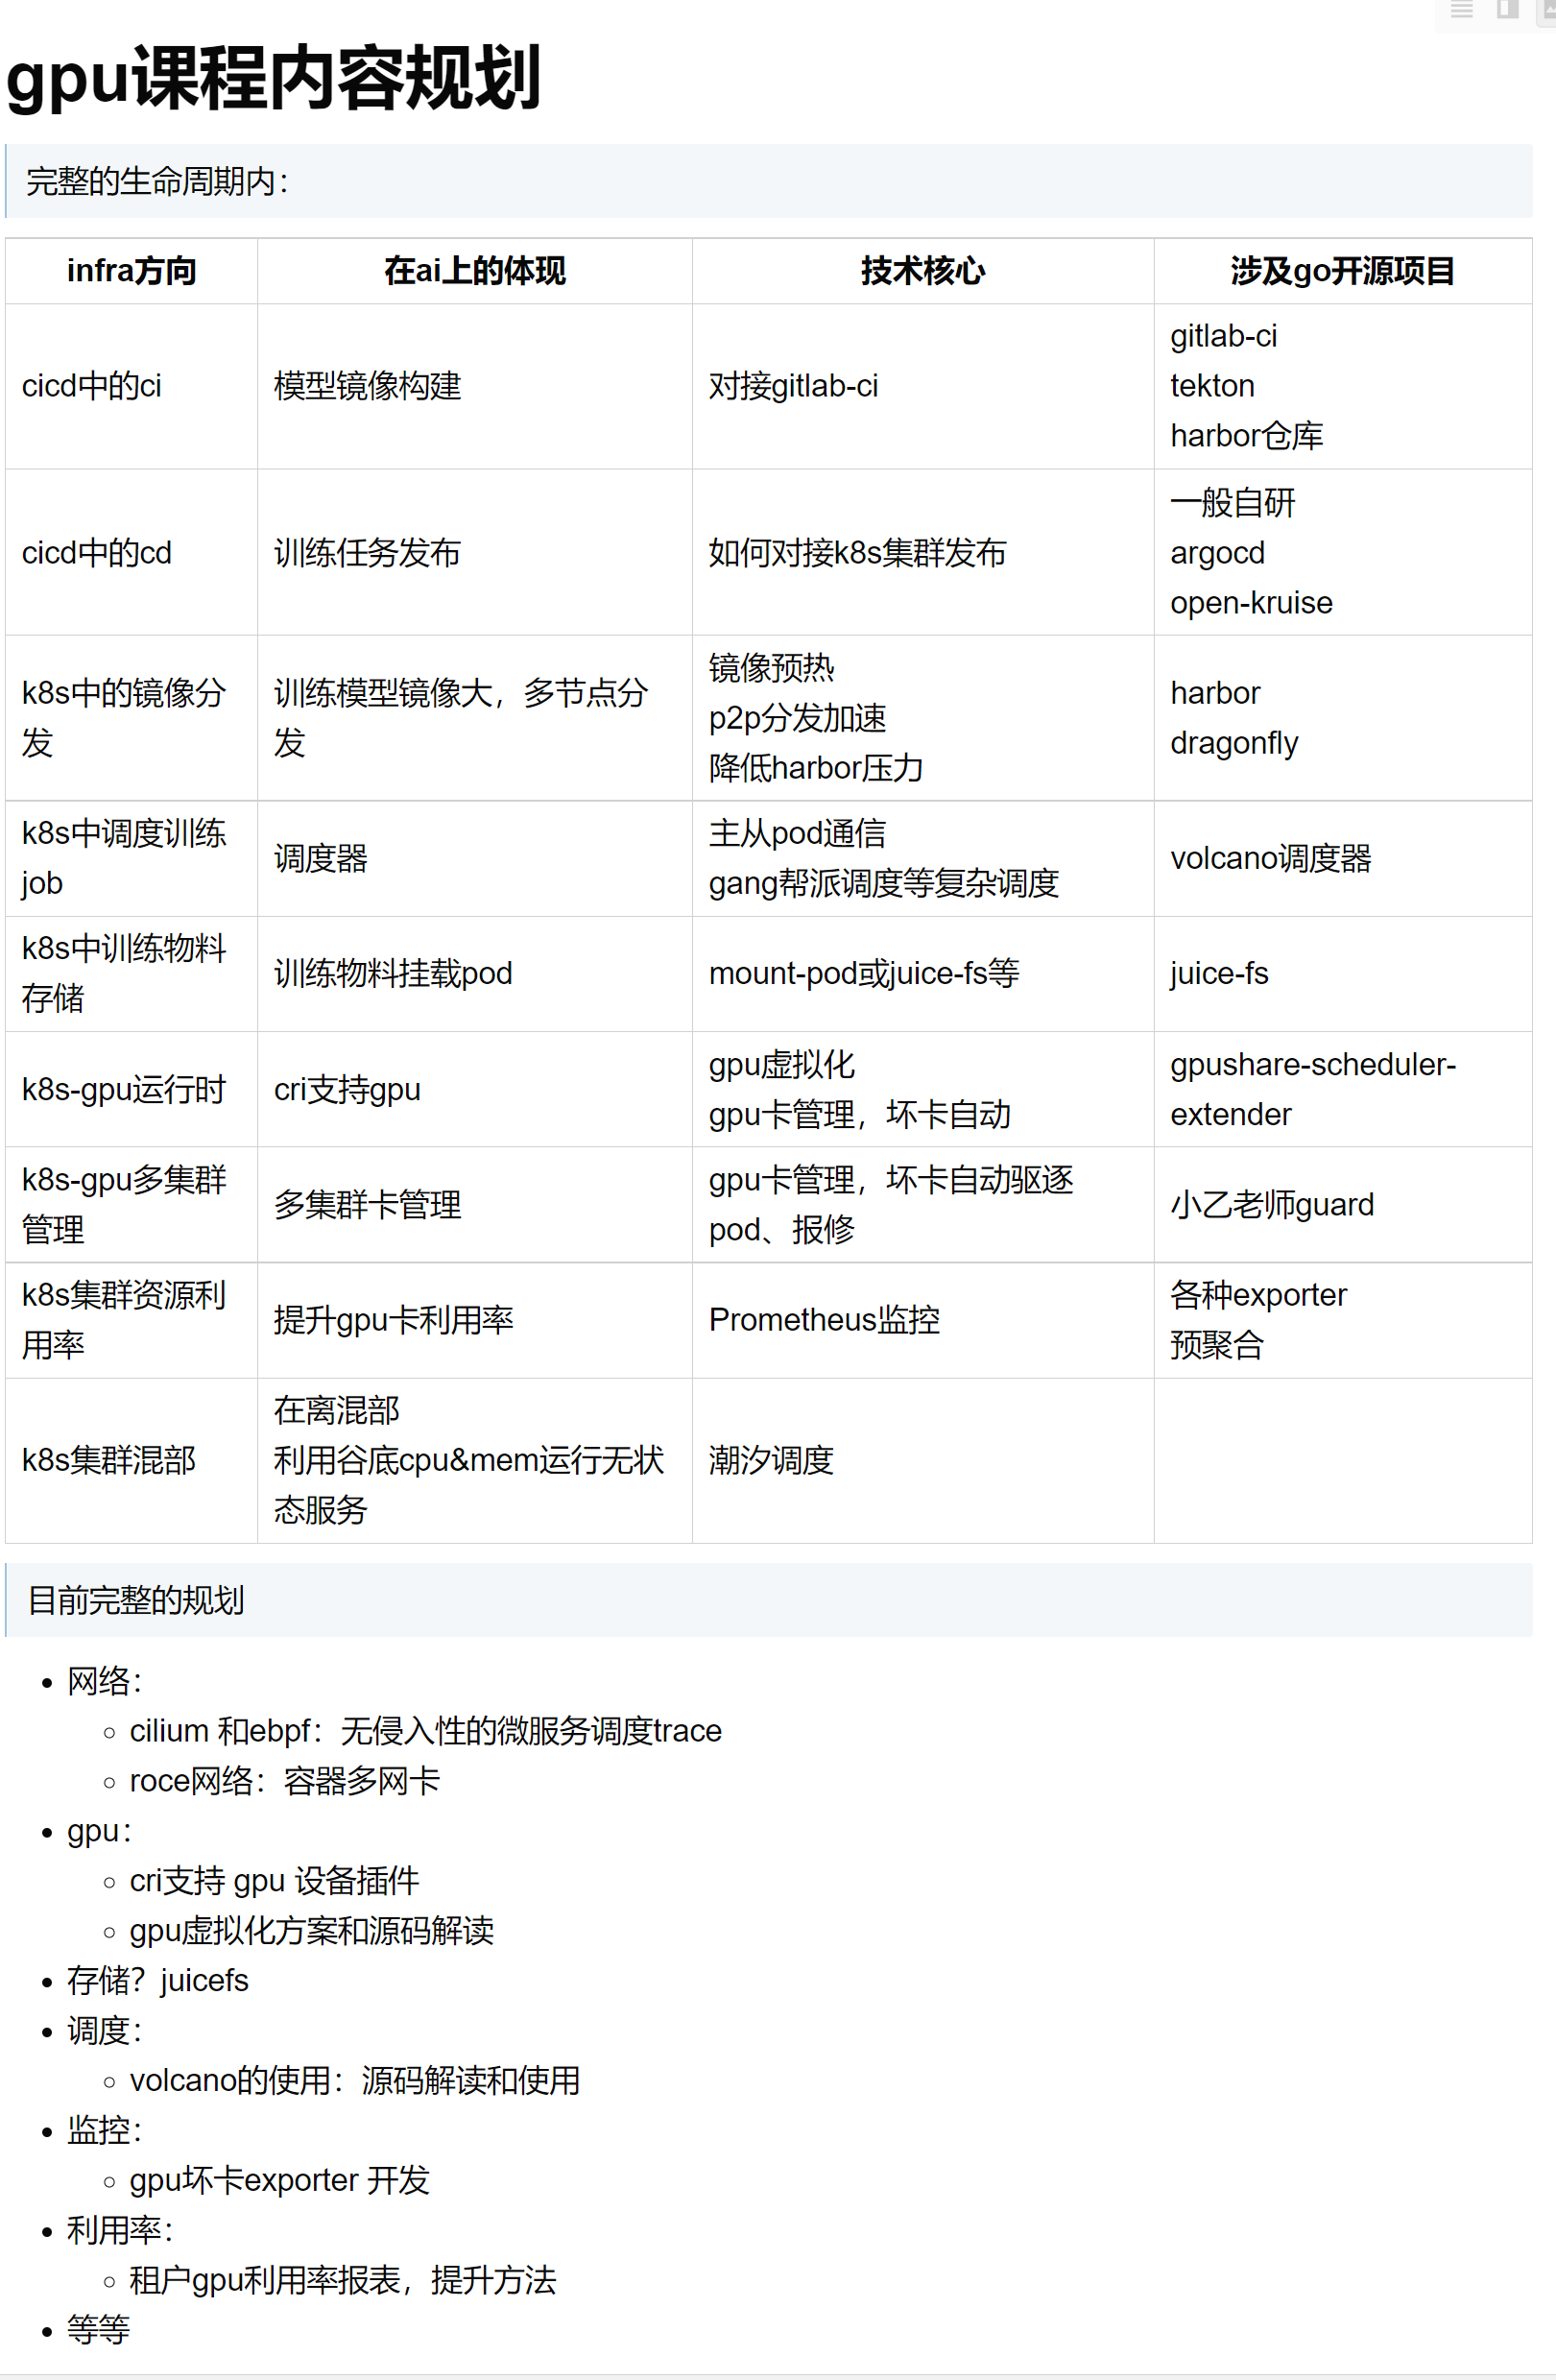 gpu课程内容规划
完整的生命周期内：
infra方向
在ai上的体现
技术核心
涉及go开源项目
cicd中的ci
模型镜像构建
对接gitlab-ci
gitlab-ci
tekton
harbor仓库
cicd中的cd
训练任务发布
如何对接k8s集群发布
一般自研
argocd
open-kruise
k8s中的镜像分
发
训练模型镜像大，多节点分
发
镜像预热
p2p分发加速
降低harbor压力
harbor
dragonfly
k8s中调度训练
job
调度器
主从pod通信
gang帮派调度等复杂调度
volcano调度器
k8s中训练物料
存储
训练物料挂载pod
mount-pod或juice-fs等
juice-fs
k8s-gpu运行时
cri支持gpu
gpu虚拟化
gpu卡管理，坏卡自动
gpushare-scheduler-
extender
k8s-gpu多集群
管理
多集群卡管理
gpu卡管理，坏卡自动驱逐
pod、报修
小乙老师guard
k8s集群资源利
用率
提升gpu卡利用率
Prometheus监控
各种exporter
预聚合
k8s集群混部
在离混部
利用谷底cpu&mem运行无状
态服务
潮汐调度
目前完整的规划
网络：
cilium 和ebpf：无侵入性的微服务调度trace
roce网络：容器多网卡
gpu：
cri支持 gpu 设备插件
gpu虚拟化方案和源码解读
存储？juicefs
调度：
volcano的使用：源码解读和使用
监控：
gpu坏卡exporter 开发
利用率：
租户gpu利用率报表，提升方法
等等